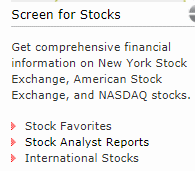 Screen for Stocks
Get comprehensive financial
information on New York Stock
Exchange, American Stock
Exchange, and NASDAQ stocks.
Stock Favorites
Stock Analyst Reports
International Stocks